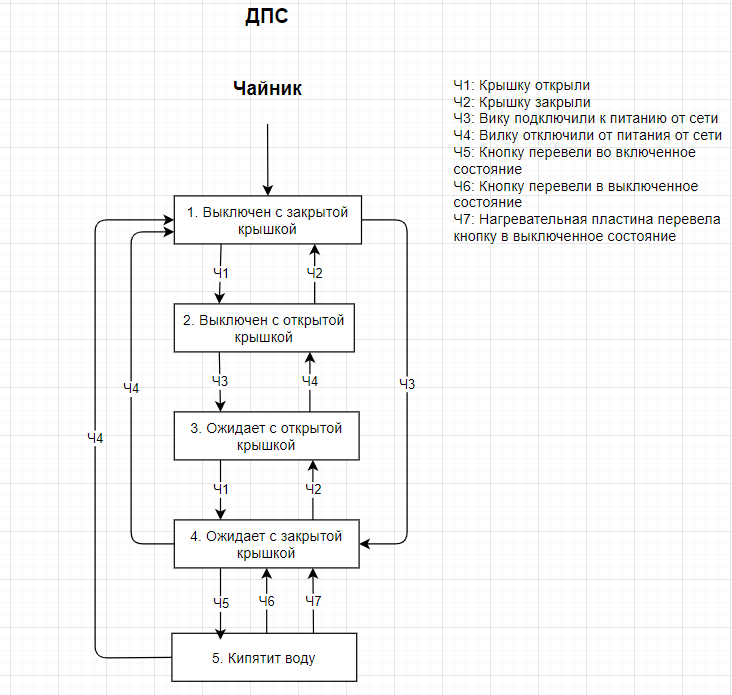 ДПС
Чайник
Ч1: Крышку открыли
Ч2: Крышку закрыли
Ч3: Вику подключили к питанию от сети
Ч4: Вилку отключили от питания от сети
Ч5: Кнопку перевели во включенное
состояние
Ч6: Кнопку перевели в выключенное
состояние
Ч7: Нагревательная пластина перевела
кнопку в выключенное состояние
1. Выключен с закрытой
крышкой
Ч1
Ч2
2. Выключен с открытой
крышкой
Ч3
Ч4
Ч4
Ч3
3. Ожидает с открытой
крышкой
Ч4
Ч1
Ч2
4. Ожидает с закрытой
крышкой
Ч5
Ч6
Ч7
5. Кипятит воду